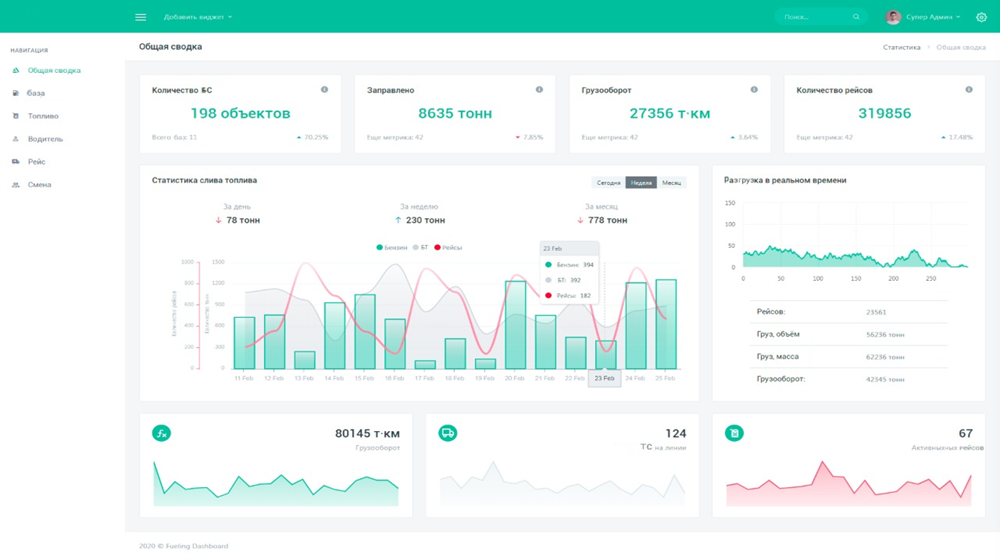 Добавить виджет
Поиск...
Супер Админ
НАВИГАЦИЯ
Общая сводка
база
Топливо
Водитель
Рейс
Смена
Общая сводка
Статистика
Общая сводка
Количество БС
198 объектов
Всего баз: 11
70.25%
Заправлено
8635 тонн
Еще метрика: 42
7.85%
Грузооборот
27356 т·км
Еще метрика: 42
3.64%
Количество рейсов
319856
Еще метрика: 42
17.48%
Статистика слива топлива
Сегодня Неделя Месяц
За день
78 тонн
За неделю
230 тонн
За месяц
778 тонн
Бензин БТ Рейсы
Количество рейсов
1000
800
600
400
200
0
Количество тонн
1500
1200
900
600
300
0
23 Feb
Бензин: 394
БТ: 392
Рейсы: 182
11 Feb 12 Feb 13 Feb 14 Feb 15 Feb 16 Feb 17 Feb 18 Feb 19 Feb 20 Feb 21 Feb 22 Feb 23 Feb 24 Feb 25 Feb
Разгрузка в реальном времени
150
100
50
0
0 50 100 150 200 250
Рейсов: 23561
Груз, объём 56236 тонн
Груз, масса 62236 тонн
Грузооборот: 42345 тонн
fx
80145 т·км
Грузооборот
124
ТС на линии
67
Активныхных рейсов
2020 © Fueling Dashboard